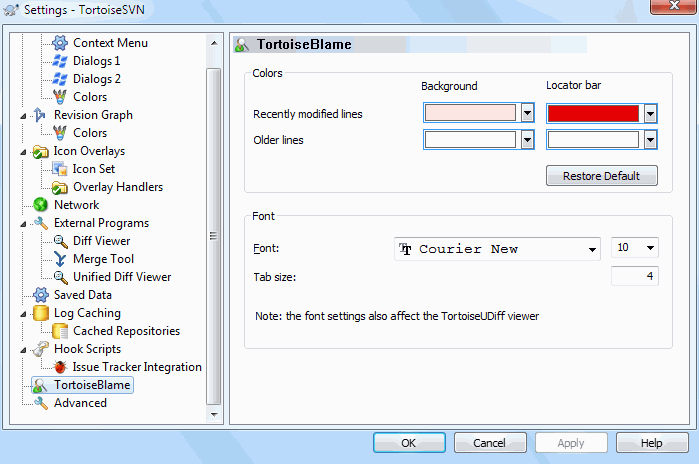 Settings - TortoiseSVN
Context Menu
Dialogs 1
Dialogs 2
Colors
Revision Graph
Colors
Icon Overlays
Icon Set
Overlay Handlers
Network
External Programs
Diff Viewer
Merge Tool
Unified Diff Viewer
Saved Data
Log Caching
Cached Repositories
Hook Scripts
Issue Tracker Integration
TortoiseBlame
Advanced
TortoiseBlame
Colors
Background Locator bar
Recently modified lines
Older lines
Restore Default
Font
Font: Courier New 10
Tab size: 4
Note: the font settings also affect the TortoiseUDiff viewer
OK Cancel Apply Help